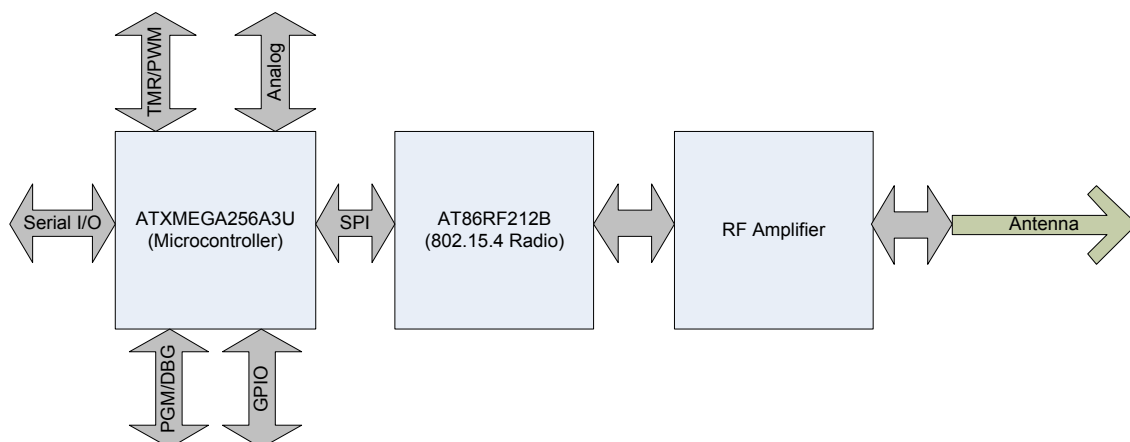 TMR/PWM
Analog
Serial I/O
ATXMEGA256A3U
(Microcontroller)
SPI
AT86RF212B
(802.15.4 Radio)
RF Amplifier
Antenna
PGM/DBG
GPIO